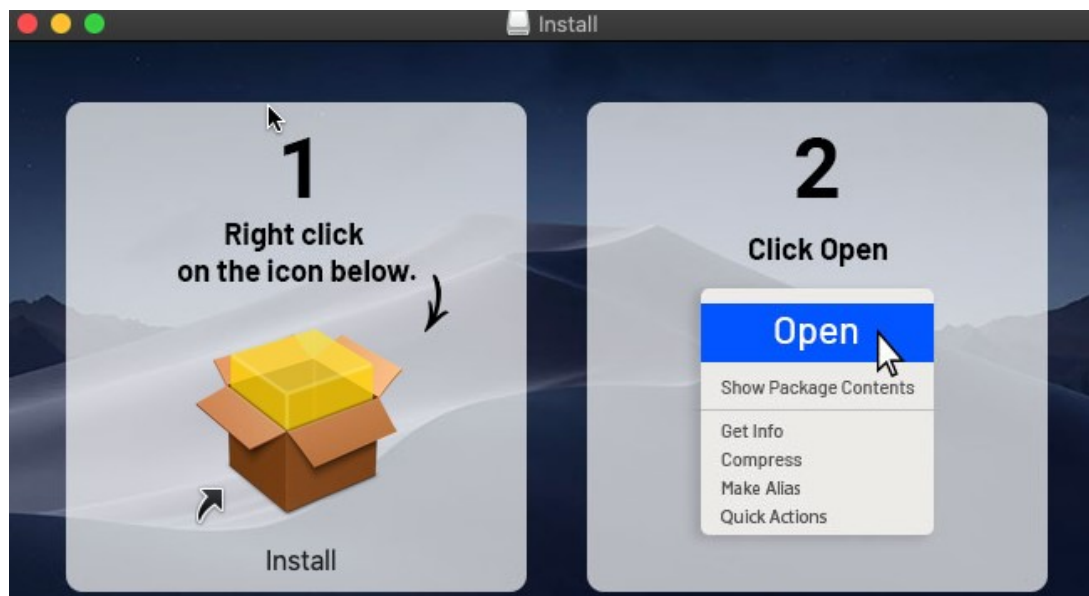 Install
1
Right click
on the icon below.
Install
2
Click Open
Open
Show Package Contents
Get Info
Compress
Make Alias
Quick Actions